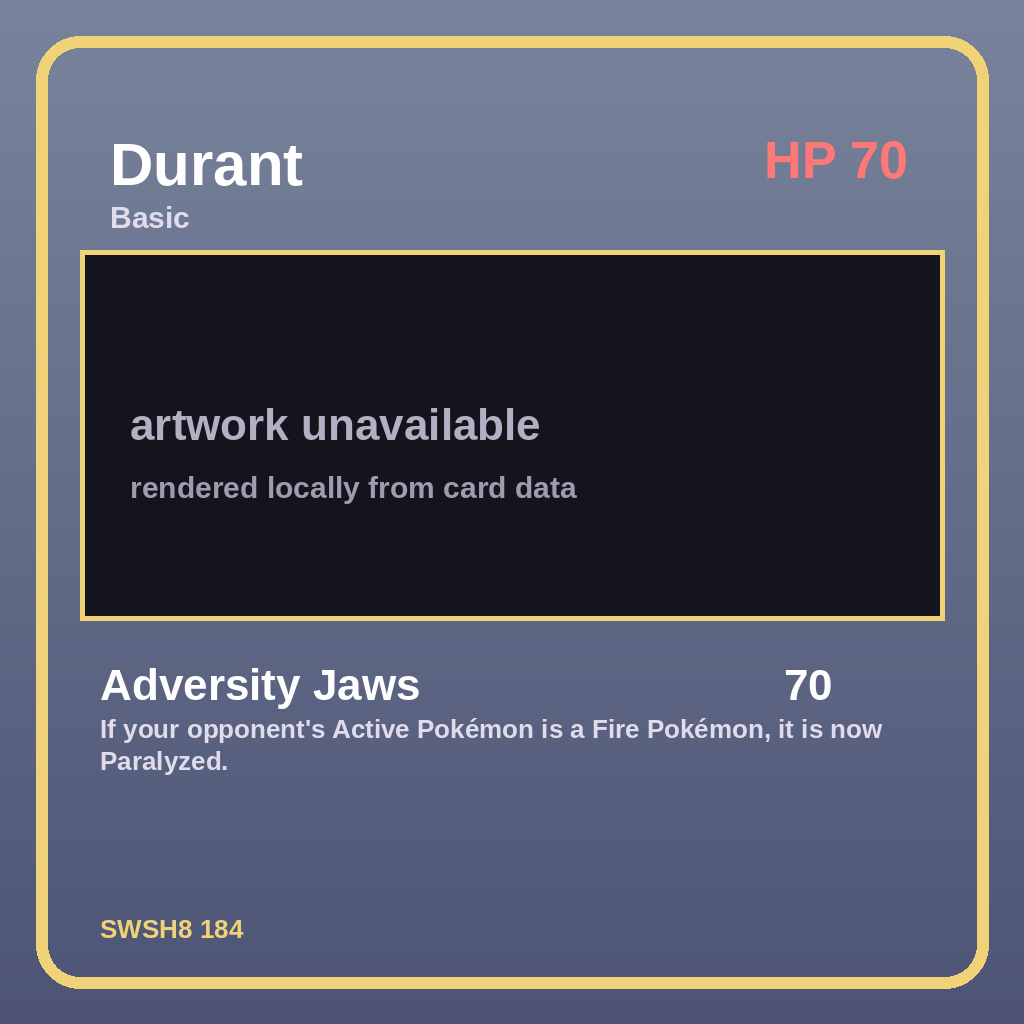 Durant
HP 70
Basic
artwork unavailable
rendered locally from card data
Adversity Jaws 70
If your opponent's Active Pokémon is a Fire Pokémon, it is now
Paralyzed.
SWSH8 184